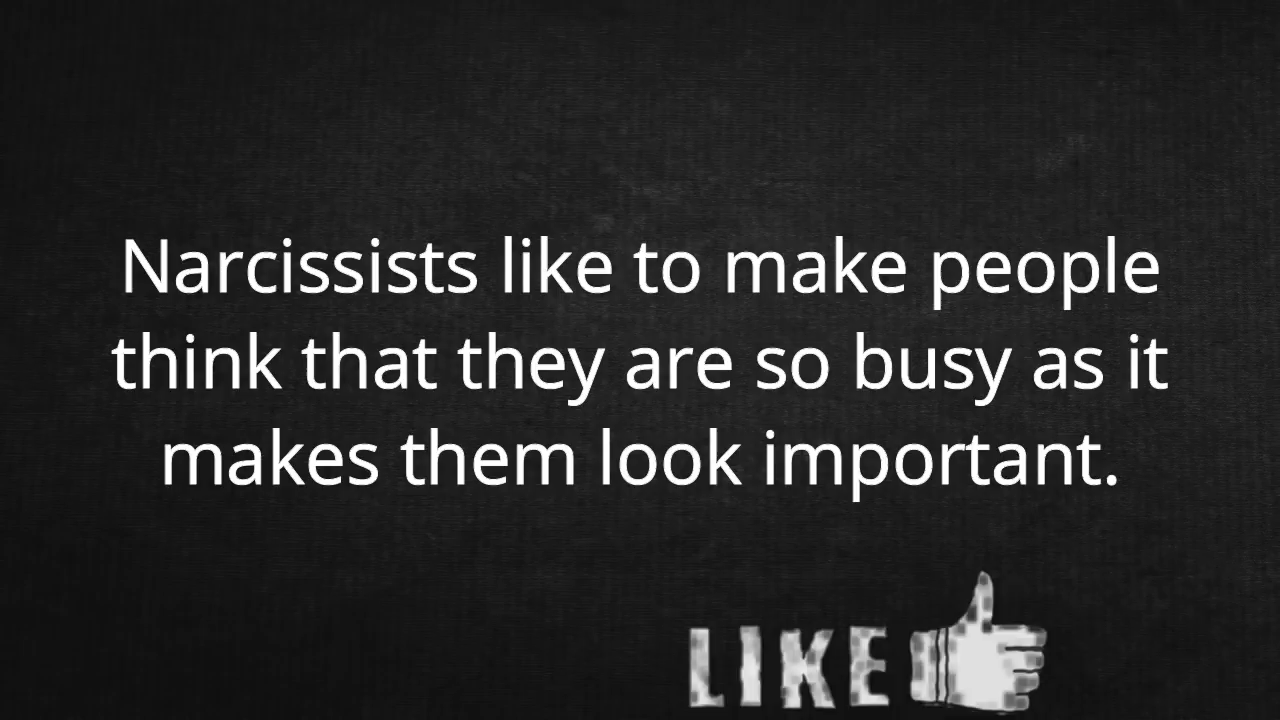 Narcissists like to make people
think that they are so busy as it
makes them look important.
LIKE